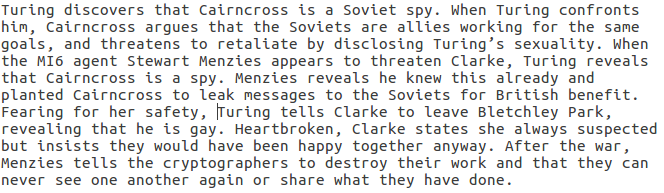 Turing discovers that Cairncross is a Soviet spy. When Turing confronts
him, Cairncross argues that the Soviets are allies working for the same
goals, and threatens to retaliate by disclosing Turing’s sexuality. When
the MI6 agent Stewart Menzies appears to threaten Clarke, Turing reveals
that Cairncross is a spy. Menzies reveals he knew this already and
planted Cairncross to leak messages to the Soviets for British benefit.
Fearing for her safety, Turing tells Clarke to leave Bletchley Park,
revealing that he is gay. Heartbroken, Clarke states she always suspected
but insists they would have been happy together anyway. After the war,
Menzies tells the cryptographers to destroy their work and that they can
never see one another again or share what they have done.